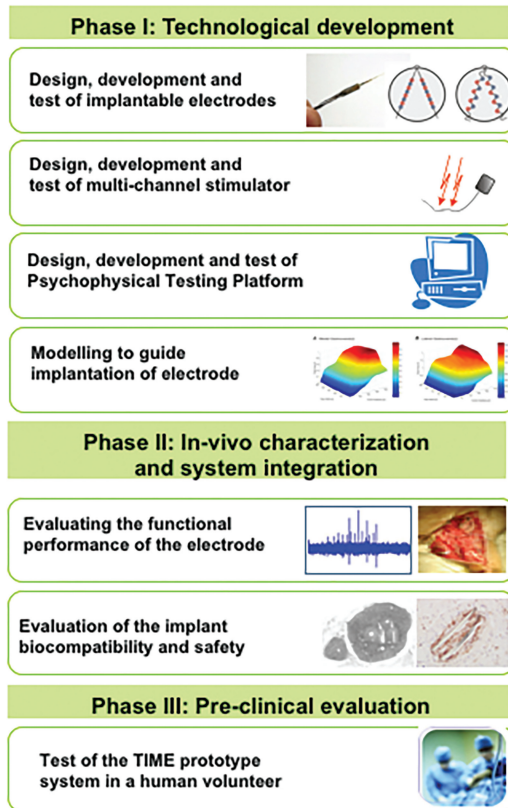 Phase I: Technological development
Design, development and
test of implantable electrodes
Design, development and
test of multi-channel stimulator
Design, development and test of
Psychophysical Testing Platform
Modelling to guide
implantation of electrode
Phase II: In-vivo characterization
and system integration
Evaluating the functional
performance of the electrode
Evaluation of the implant
biocompatibility and safety
Phase III: Pre-clinical evaluation
Test of the TIME prototype
system in a human volunteer